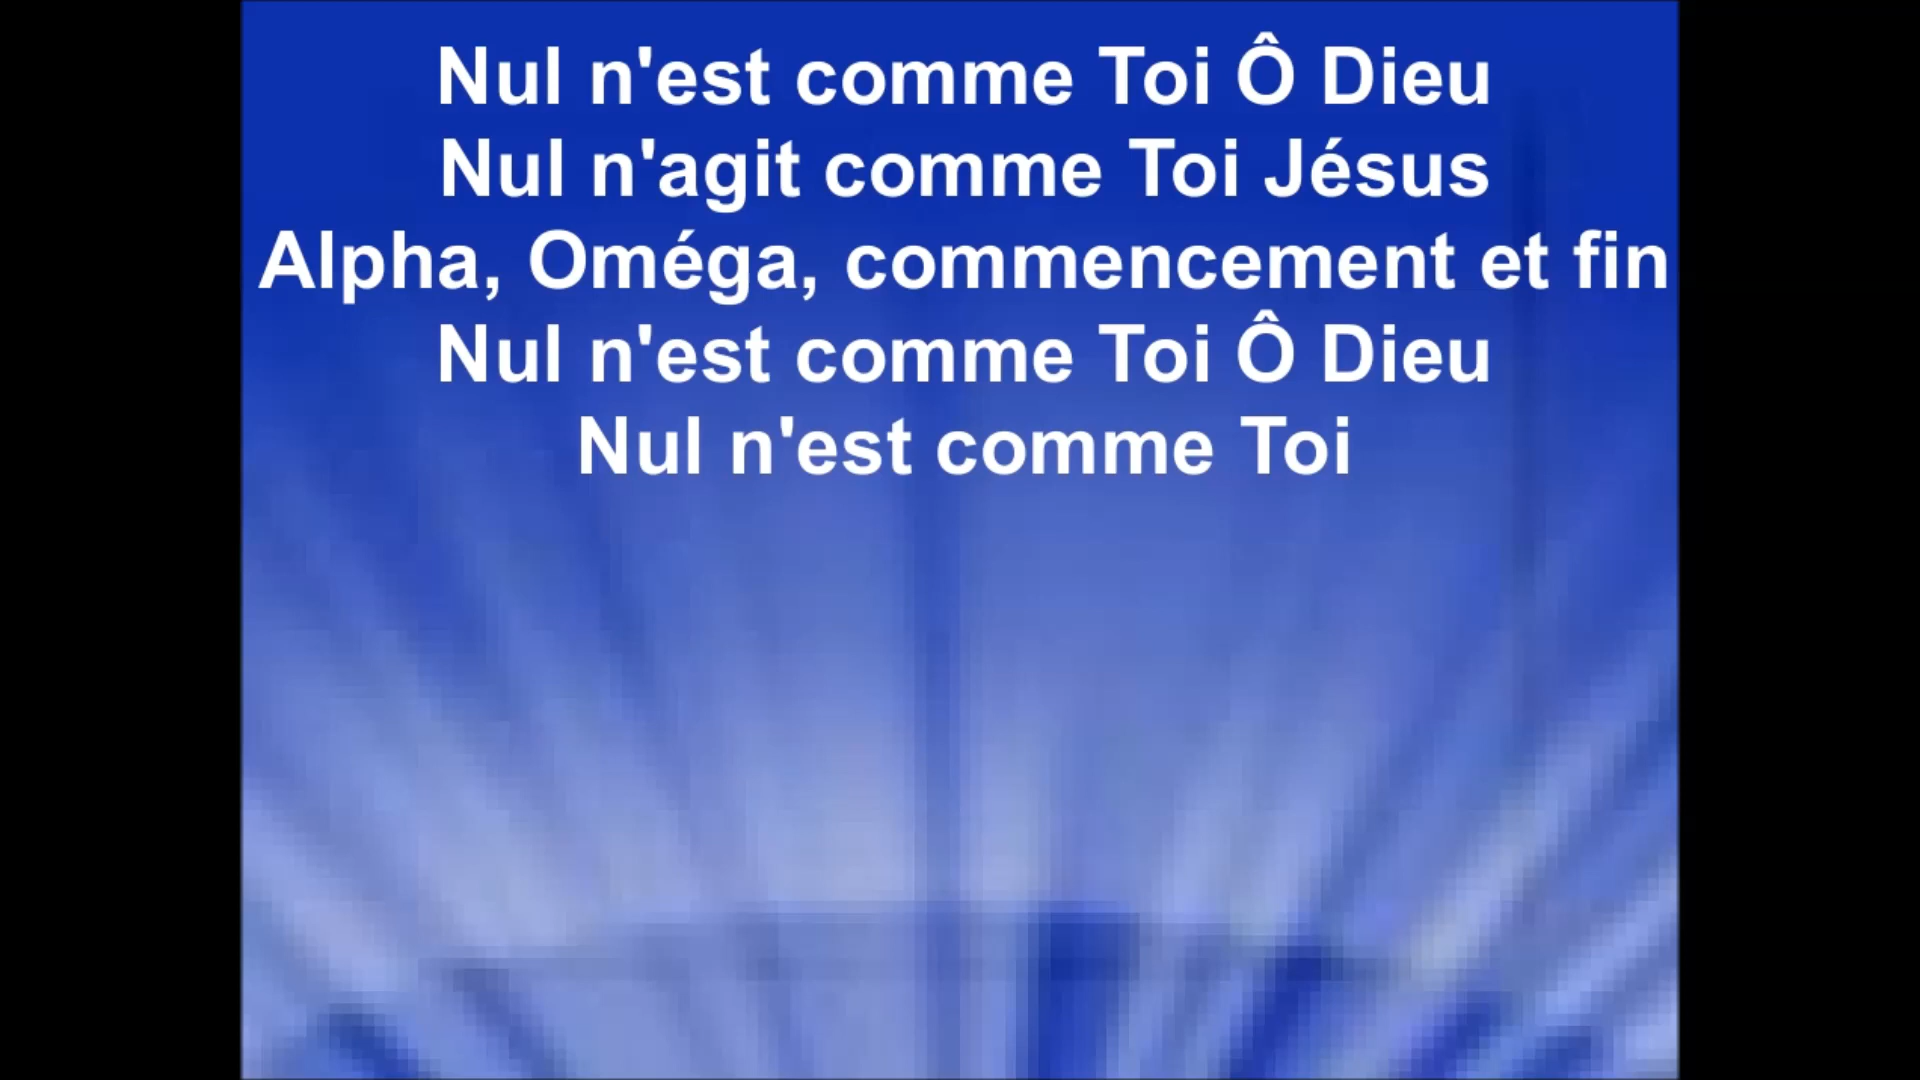 Nul n'est comme Toi Ô Dieu
Nul n'agit comme Toi Jésus
Alpha, Oméga, commencement et fin
Nul n'est comme Toi Ô Dieu
Nul n'est comme Toi